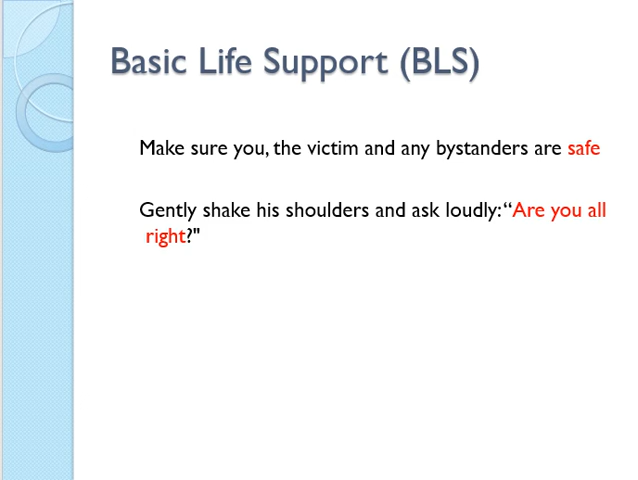 Basic Life Support (BLS)
Make sure you, the victim and any bystanders are safe
Gently shake his shoulders and ask loudly: “Are you all
right?"